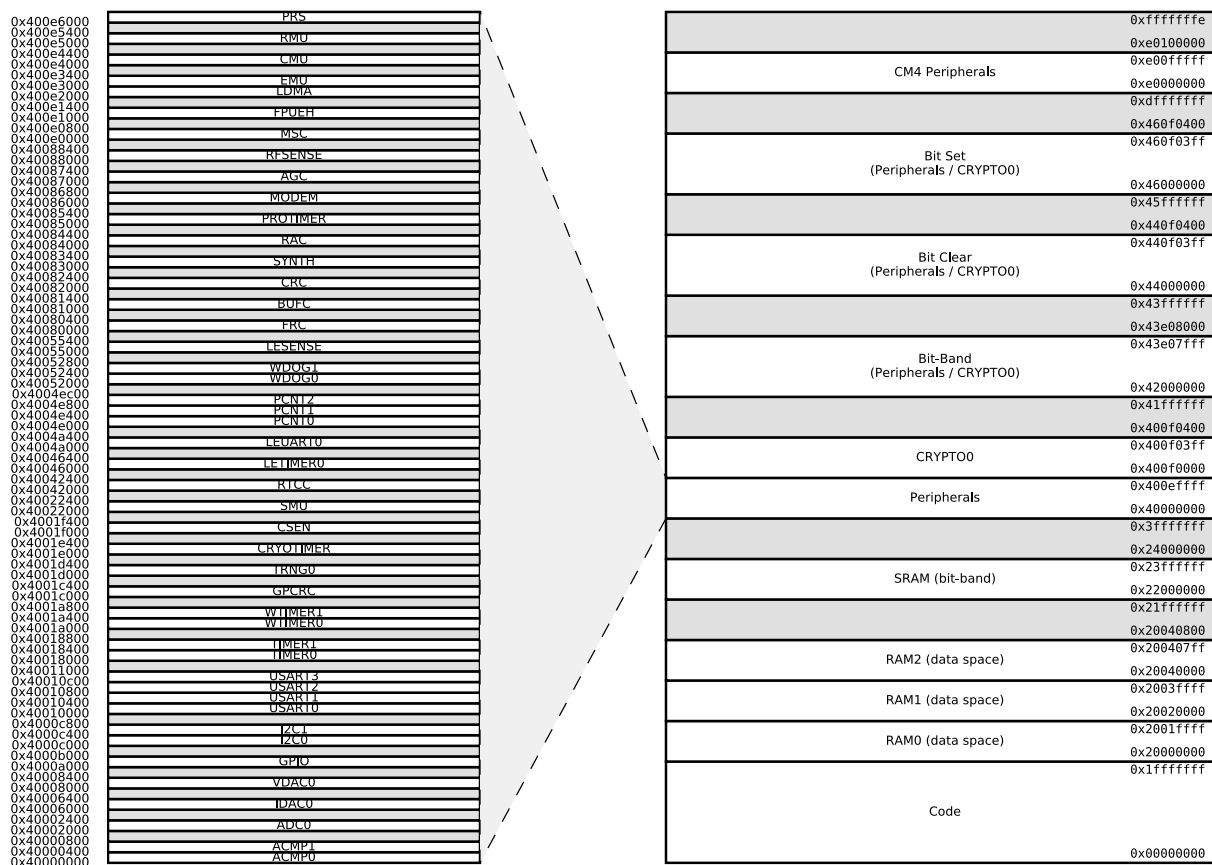 PRS
0x400e6000
0x400e5400
RMU
0x400e5000
0x400e4400
CMU
0x400e4000
0x400e3400
EMU
0x400e3000
LDMA
0x400e2000
0x400e1400
FPUEH
0x400e1000
0x400e0800
MSC
0x400e0000
0x40088400
RFSENSE
0x40088000
0x40087400
AGC
0x40087000
0x40086800
MODEM
0x40086000
0x40085400
PROTIMER
0x40085000
0x40084400
RAC
0x40084000
0x40083400
SYNTH
0x40083000
0x40082400
CRC
0x40082000
0x40081400
BUFC
0x40081000
0x40080400
FRC
0x40080000
0x40055400
LESENSE
0x40055000
0x40052800
WDOG1
0x40052400
WDOG0
0x40052000
0x4004ec00
PCNT2
0x4004e800
PCNT1
0x4004e400
PCNT0
0x4004e000
0x4004a400
LEUART0
0x4004a000
0x40046400
LETIMER0
0x40046000
0x40042400
RTCC
0x40042000
0x40022400
SMU
0x40022000
0x4001f400
CSEN
0x4001f000
0x4001e400
CRYOTIMER
0x4001e000
0x4001d400
TRNG0
0x4001d000
0x4001c400
GPCRC
0x4001c000
0x4001a800
WTIMER1
0x4001a400
WTIMER0
0x4001a000
0x40018800
TIMER1
0x40018400
TIMER0
0x40018000
0x40011000
USART3
0x40010c00
USART2
0x40010800
USART1
0x40010400
USART0
0x40010000
0x4000c800
I2C1
0x4000c400
I2C0
0x4000c000
0x4000b000
GPIO
0x4000a000
0x40008400
VDAC0
0x40008000
0x40006400
IDAC0
0x40006000
0x40002400
ADC0
0x40002000
0x40000800
ACMP1
0x40000400
ACMP0
0x40000000
0xfffffffe
0xe0100000
0xe00fffff
CM4 Peripherals
0xe0000000
0xdfffffff
0x460f0400
0x460f03ff
Bit Set
(Peripherals / CRYPTO0)
0x46000000
0x45ffffff
0x440f0400
0x440f03ff
Bit Clear
(Peripherals / CRYPTO0)
0x44000000
0x43ffffff
0x43e08000
0x43e07fff
Bit-Band
(Peripherals / CRYPTO0)
0x42000000
0x41ffffff
0x400f0400
0x400f03ff
CRYPTO0
0x400f0000
0x400effff
Peripherals
0x40000000
0x3fffffff
0x24000000
0x23ffffff
SRAM (bit-band)
0x22000000
0x21ffffff
0x20040800
0x200407ff
RAM2 (data space)
0x20040000
0x2003ffff
RAM1 (data space)
0x20020000
0x2001ffff
RAM0 (data space)
0x20000000
0x1fffffff
Code
0x00000000